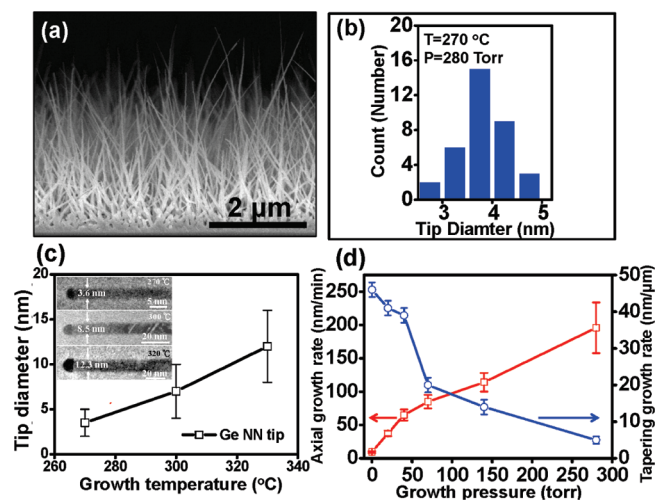 (a)
2 µm
(b)
T=270 °C
P=280 Torr
Count (Number)
20
16
12
8
4
0
3
4
5
Tip Diamter (nm)
(c)
Tip diameter (nm)
20
15
10
5
0
270 °C
3.6 nm
5 nm
300 °C
8.5 nm
20 nm
320 °C
12.3 nm
20 nm
Ge NN tip
260
280
300
320
340
Growth temperature (°C)
(d)
Axial growth rate (nm/min)
250
200
150
100
50
0
Tapering growth rate (nm/µm)
50
40
30
20
10
0
0
50
100
150
200
250
300
Growth pressure (torr)